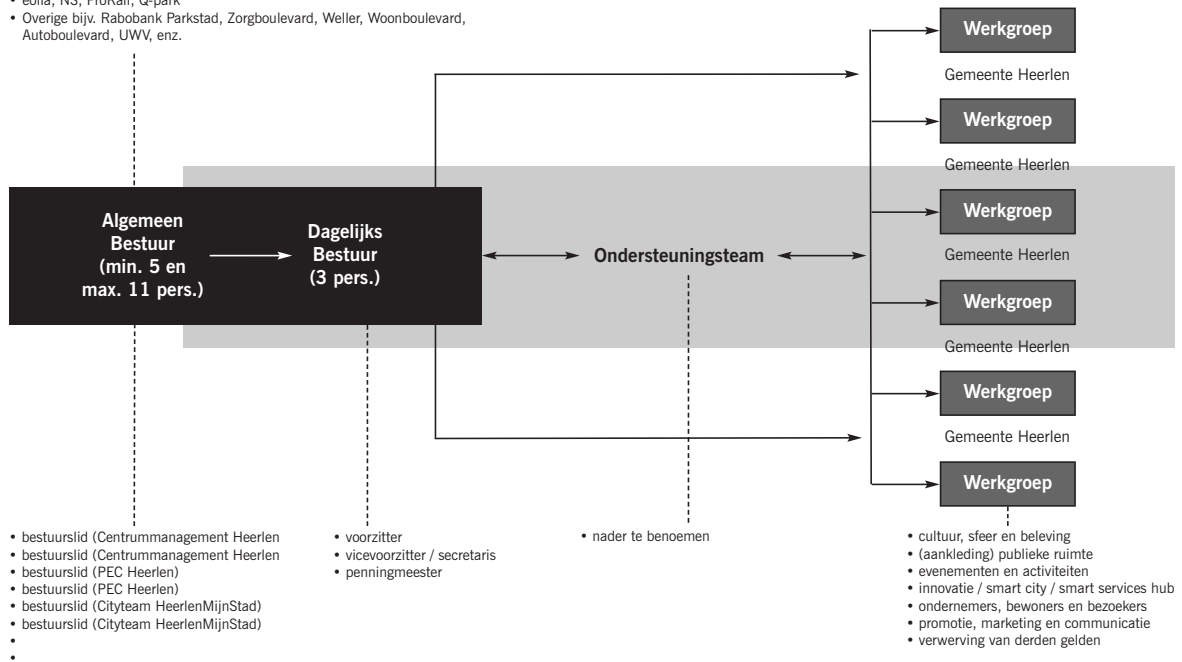 • eolia, NS, ProRail, Q-park
• Overige bijv. Rabobank Parkstad, Zorgboulevard, Weller, Woonboulevard,
Autoboulevard, UWV, enz.
Werkgroep
Gemeente Heerlen
Werkgroep
Gemeente Heerlen
Werkgroep
Gemeente Heerlen
Werkgroep
Gemeente Heerlen
Werkgroep
Gemeente Heerlen
Werkgroep
Algemeen
Bestuur
(min. 5 en
max. 11 pers.)
Dagelijks
Bestuur
(3 pers.)
Ondersteuningsteam
• bestuurslid (Centrummanagement Heerlen
• bestuurslid (Centrummanagement Heerlen
• bestuurslid (PEC Heerlen)
• bestuurslid (PEC Heerlen)
• bestuurslid (Cityteam HeerlenMijnStad)
• bestuurslid (Cityteam HeerlenMijnStad)
•
•
• voorzitter
• vicevoorzitter / secretaris
• penningmeester
• nader te benoemen
• cultuur, sfeer en beleving
• (aankleding) publieke ruimte
• evenementen en activiteiten
• innovatie / smart city / smart services hub
• ondernemers, bewoners en bezoekers
• promotie, marketing en communicatie
• verwerving van derden gelden